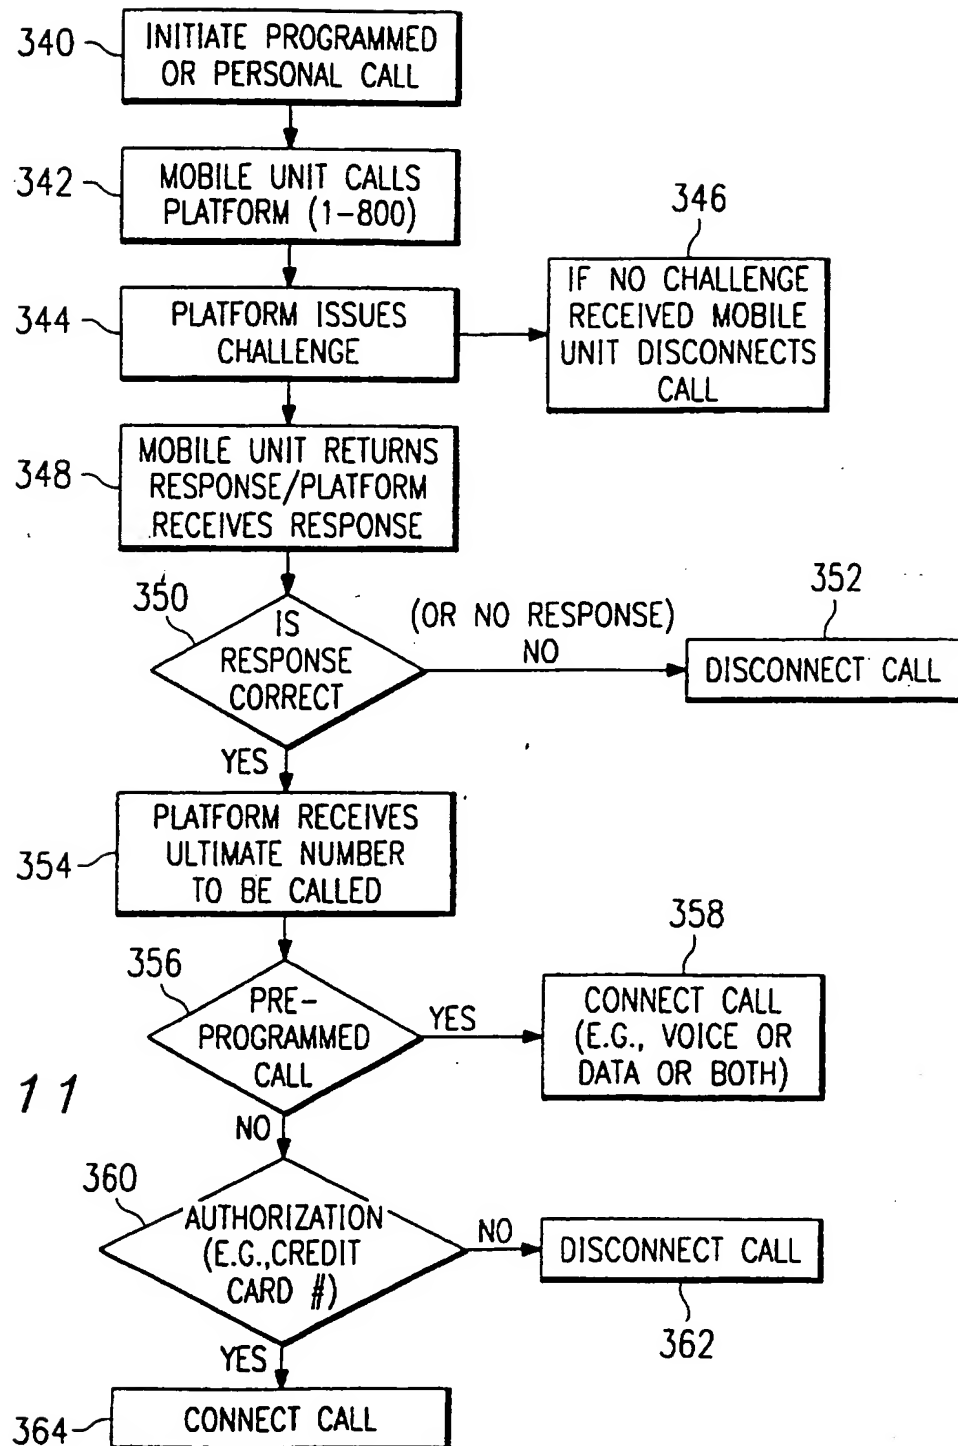 340
INITIATE PROGRAMMED
OR PERSONAL CALL
342
MOBILE UNIT CALLS
PLATFORM (1-800)
346
344
PLATFORM ISSUES
CHALLENGE
IF NO CHALLENGE
RECEIVED MOBILE
UNIT DISCONNECTS
CALL
348
MOBILE UNIT RETURNS
RESPONSE/PLATFORM
RECEIVES RESPONSE
350
IS
RESPONSE
CORRECT
(OR NO RESPONSE)
NO
352
DISCONNECT CALL
YES
354
PLATFORM RECEIVES
ULTIMATE NUMBER
TO BE CALLED
356
PRE-
PROGRAMMED
CALL
YES
358
CONNECT CALL
(E.G., VOICE OR
DATA OR BOTH)
11
NO
360
AUTHORIZATION
(E.G.,CREDIT
CARD #)
NO
DISCONNECT CALL
362
YES
364
CONNECT CALL